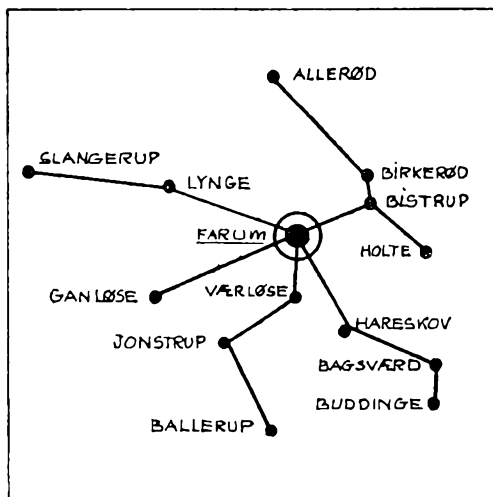 ALLERØD
SLANGERUP
LYNGE
BIRKERØD
BISTRUP
FARUM
HOLTE
GANLØSE
VÆRLØSE
HARESKOV
JONSTRUP
BAGSVÆRD
BUDDINGE
BALLERUP